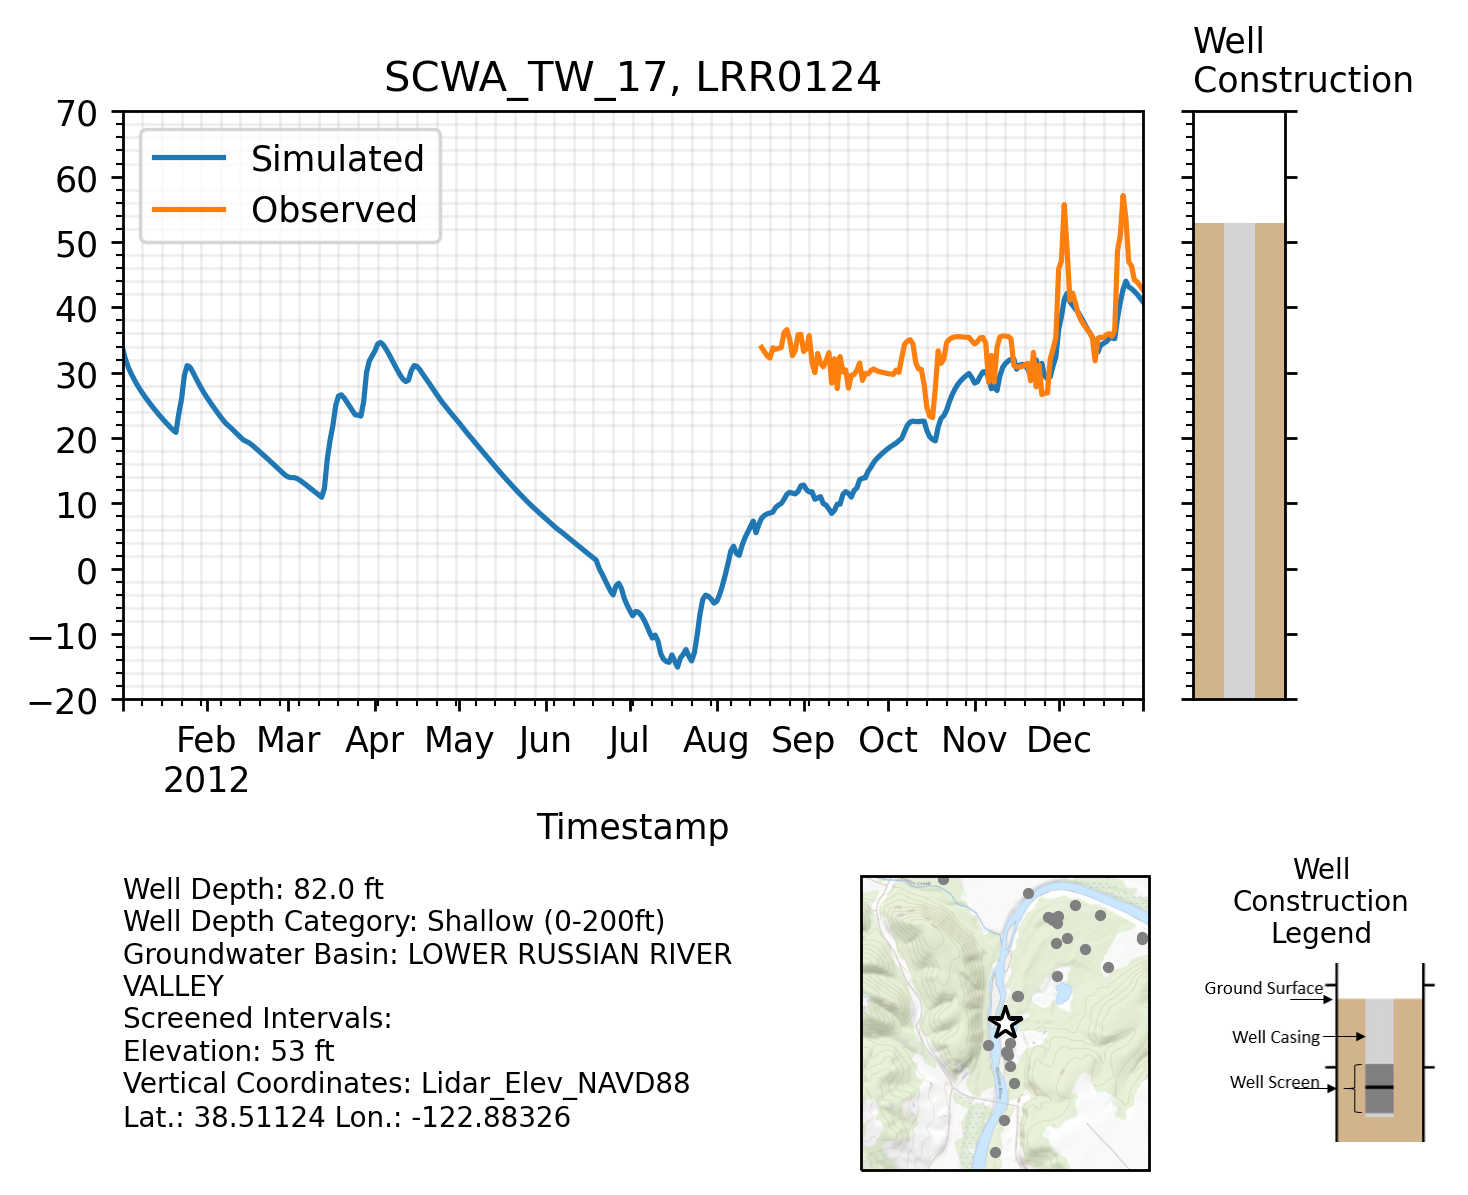 Well
Construction
SCWA_TW_17, LRR0124
70
60
50
40
30
20
10
0
−10
−20
Simulated
Observed
Feb Mar Apr May Jun Jul Aug Sep Oct Nov Dec
2012
Timestamp
Well Depth: 82.0 ft
Well Depth Category: Shallow (0-200ft)
Groundwater Basin: LOWER RUSSIAN RIVER
VALLEY
Screened Intervals:
Elevation: 53 ft
Vertical Coordinates: Lidar_Elev_NAVD88
Lat.: 38.51124 Lon.: -122.88326
Well
Construction
Legend
Ground Surface
Well Casing
Well Screen